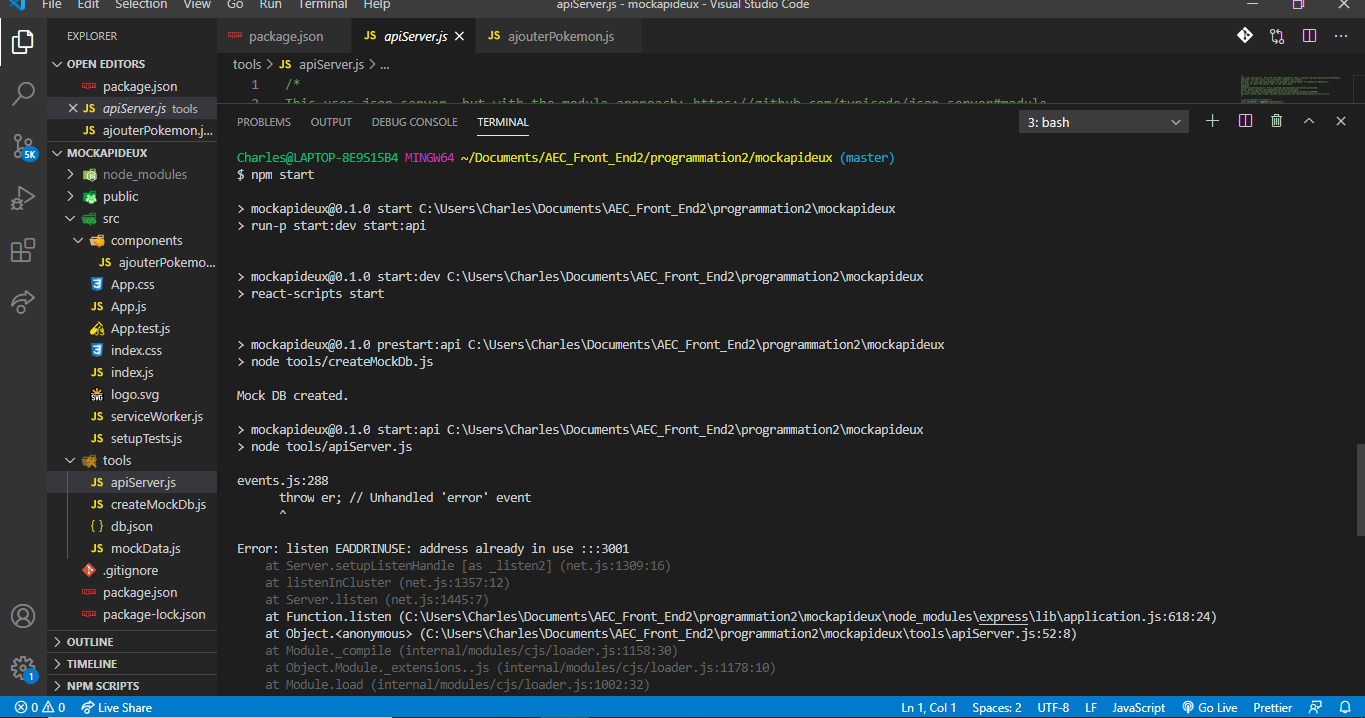 File Edit Selection View Go Run Terminal Help
apiServer.js - mockapideux - Visual Studio Code
EXPLORER
package.json
JS apiServer.js
JS ajouterPokemon.js
OPEN EDITORS
package.json
JS apiServer.js tools
JS ajouterPokemon.j...
tools > JS apiServer.js > ...
1 /*
2 This uses json-server, but with the module approach: https://github.com/typicode/json-server#module
MOCKAPIDEUX
node_modules
public
src
components
JS ajouterPokemo...
App.css
JS App.js
App.test.js
index.css
JS index.js
logo.svg
JS serviceWorker.js
JS setupTests.js
tools
JS apiServer.js
JS createMockDb.js
{ } db.json
JS mockData.js
.gitignore
package.json
package-lock.json
OUTLINE
TIMELINE
NPM SCRIPTS
5K
1
PROBLEMS OUTPUT DEBUG CONSOLE TERMINAL
3: bash
Charles@LAPTOP-8E9S15B4 MINGW64 ~/Documents/AEC_Front_End2/programmation2/mockapideux (master)
$ npm start
> mockapideux@0.1.0 start C:\Users\Charles\Documents\AEC_Front_End2\programmation2\mockapideux
> run-p start:dev start:api
> mockapideux@0.1.0 start:dev C:\Users\Charles\Documents\AEC_Front_End2\programmation2\mockapideux
> react-scripts start
> mockapideux@0.1.0 prestart:api C:\Users\Charles\Documents\AEC_Front_End2\programmation2\mockapideux
> node tools/createMockDb.js
Mock DB created.
> mockapideux@0.1.0 start:api C:\Users\Charles\Documents\AEC_Front_End2\programmation2\mockapideux
> node tools/apiServer.js
events.js:288
throw er; // Unhandled 'error' event
^
Error: listen EADDRINUSE: address already in use :::3001
at Server.setupListenHandle [as _listen2] (net.js:1309:16)
at listenInCluster (net.js:1357:12)
at Server.listen (net.js:1445:7)
at Function.listen (C:\Users\Charles\Documents\AEC_Front_End2\programmation2\mockapideux\node_modules\express\lib\application.js:618:24)
at Object.<anonymous> (C:\Users\Charles\Documents\AEC_Front_End2\programmation2\mockapideux\tools\apiServer.js:52:8)
at Module._compile (internal/modules/cjs/loader.js:1158:30)
at Object.Module._extensions..js (internal/modules/cjs/loader.js:1178:10)
at Module.load (internal/modules/cjs/loader.js:1002:32)
0 0 Live Share
Ln 1, Col 1 Spaces: 2 UTF-8 LF JavaScript Go Live Prettier